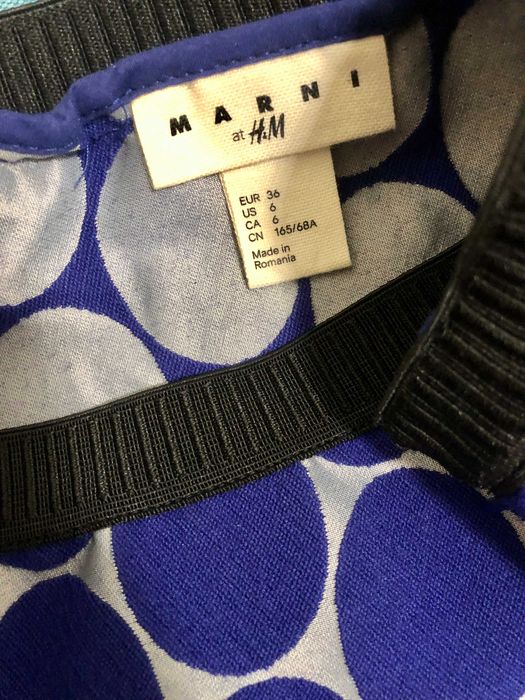 MARNI
at H&M
EUR 36
US 6
CA 6
CN 165/68A
Made in
Romania